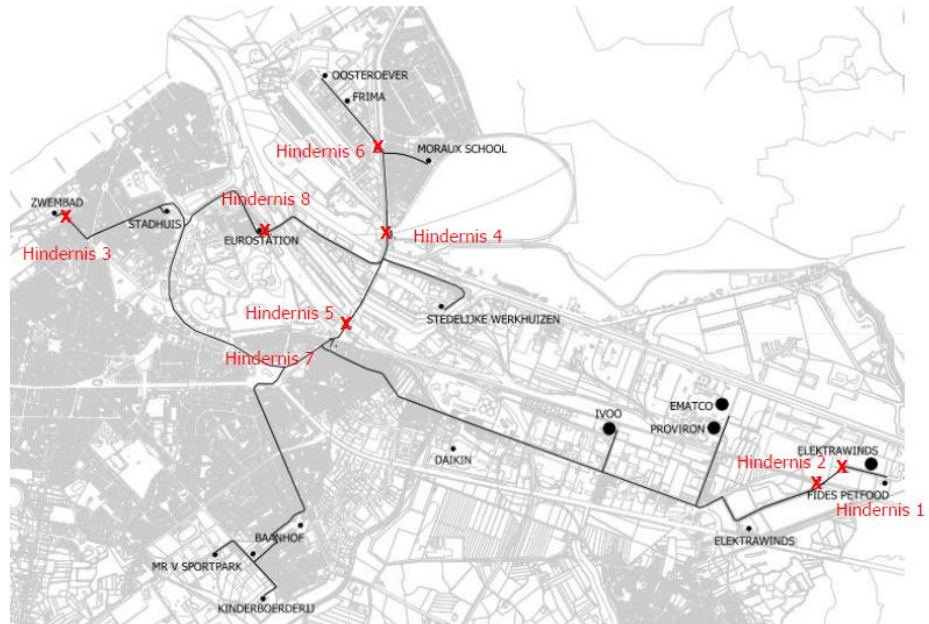 OOSTEROEVER
FRIMA
Hindernis 6
MORAUX SCHOOL
ZWEMBAD
Hindernis 8
STADHUIS
EUROSTATION
Hindernis 4
Hindernis 3
Hindernis 5
STEDELIJKE WERKHUIZEN
Hindernis 7
EMATCO
IVOO
PROVIRON
DAIKIN
ELEKTRAWINDS
Hindernis 2
FIDES PETFOOD
Hindernis 1
BAANHOF
ELEKTRAWINDS
MR V SPORTPARK
KINDERBOERDERIJ